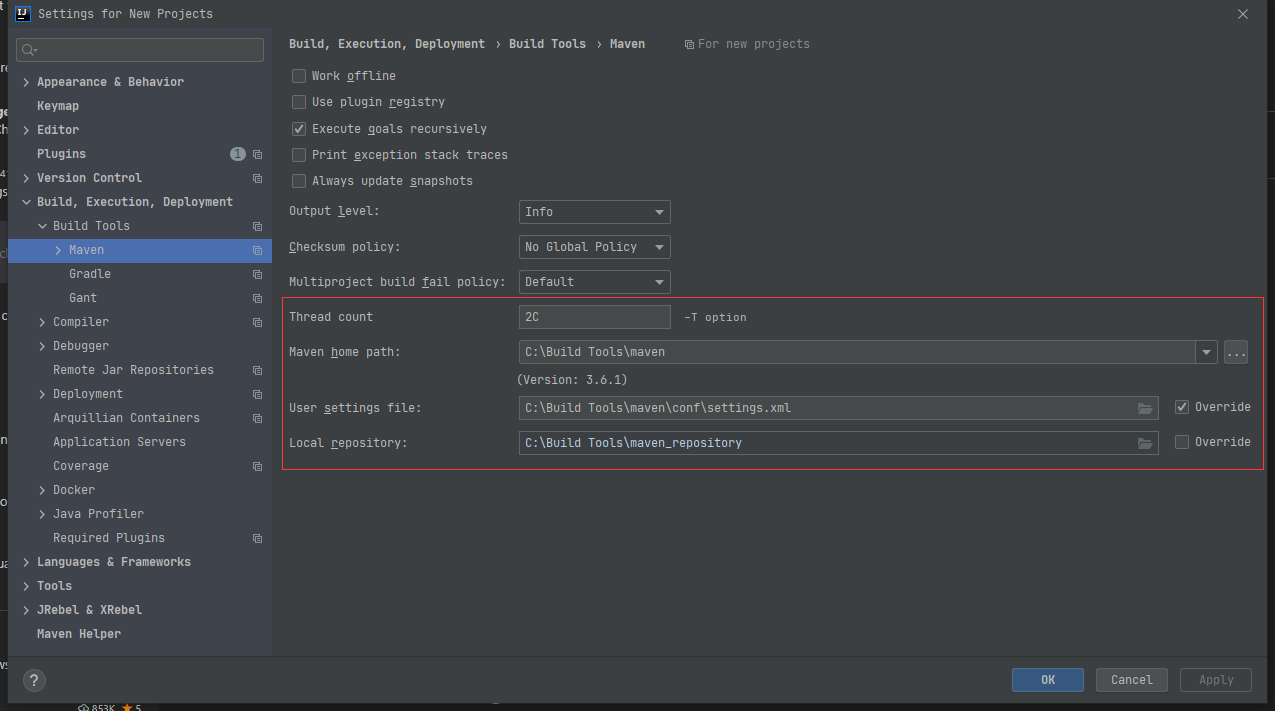 Settings for New Projects
Build, Execution, Deployment › Build Tools › Maven For new projects
Appearance & Behavior
Keymap
Editor
Plugins 1
Version Control
Build, Execution, Deployment
Build Tools
Maven
Gradle
Gant
Compiler
Debugger
Remote Jar Repositories
Deployment
Arquillian Containers
Application Servers
Coverage
Docker
Java Profiler
Required Plugins
Languages & Frameworks
Tools
JRebel & XRebel
Maven Helper
Work offline
Use plugin registry
Execute goals recursively
Print exception stack traces
Always update snapshots
Output level: Info
Checksum policy: No Global Policy
Multiproject build fail policy: Default
Thread count 2C -T option
Maven home path: C:\Build Tools\maven ...
(Version: 3.6.1)
User settings file: C:\Build Tools\maven\conf\settings.xml Override
Local repository: C:\Build Tools\maven_repository Override
? OK Cancel Apply
853K 5